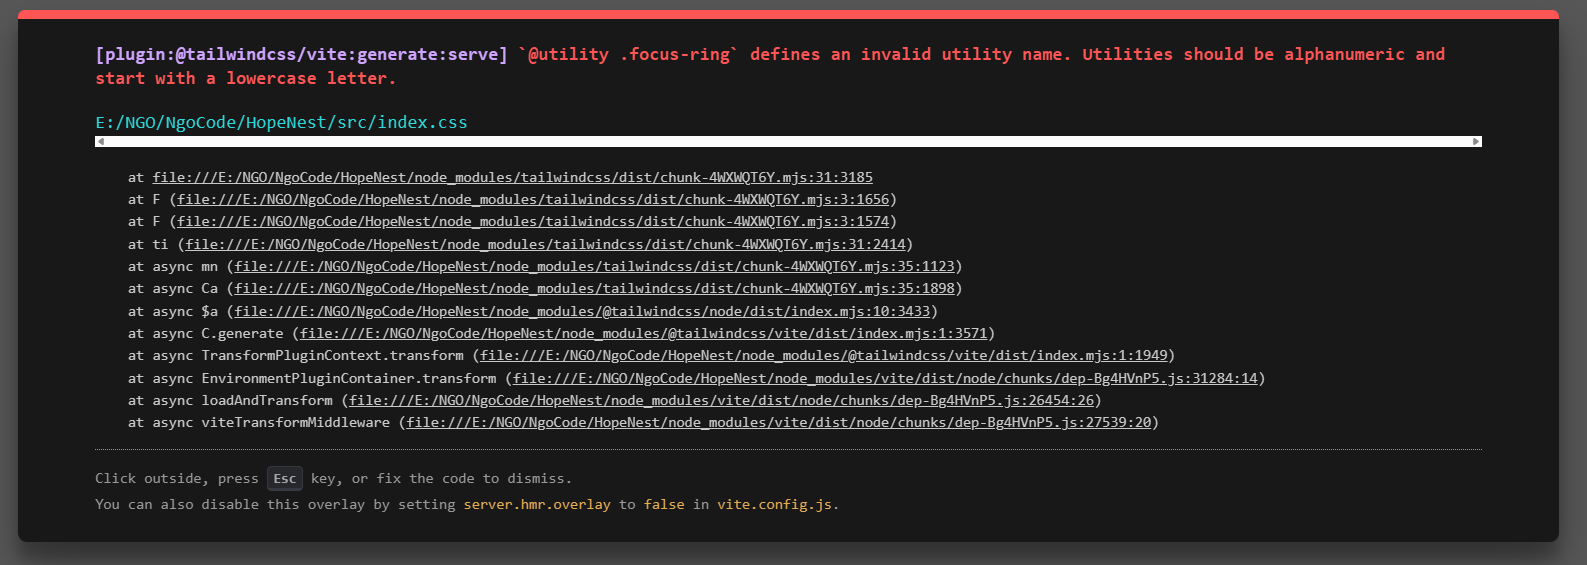 [plugin:@tailwindcss/vite:generate:serve] `@utility .focus-ring` defines an invalid utility name. Utilities should be alphanumeric and
start with a lowercase letter.
E:/NGO/NgoCode/HopeNest/src/index.css
at file:///E:/NGO/NgoCode/HopeNest/node_modules/tailwindcss/dist/chunk-4WXWQT6Y.mjs:31:3185
at F (file:///E:/NGO/NgoCode/HopeNest/node_modules/tailwindcss/dist/chunk-4WXWQT6Y.mjs:3:1656)
at F (file:///E:/NGO/NgoCode/HopeNest/node_modules/tailwindcss/dist/chunk-4WXWQT6Y.mjs:3:1574)
at ti (file:///E:/NGO/NgoCode/HopeNest/node_modules/tailwindcss/dist/chunk-4WXWQT6Y.mjs:31:2414)
at async mn (file:///E:/NGO/NgoCode/HopeNest/node_modules/tailwindcss/dist/chunk-4WXWQT6Y.mjs:35:1123)
at async Ca (file:///E:/NGO/NgoCode/HopeNest/node_modules/tailwindcss/dist/chunk-4WXWQT6Y.mjs:35:1898)
at async $a (file:///E:/NGO/NgoCode/HopeNest/node_modules/@tailwindcss/node/dist/index.mjs:10:3433)
at async C.generate (file:///E:/NGO/NgoCode/HopeNest/node_modules/@tailwindcss/vite/dist/index.mjs:1:3571)
at async TransformPluginContext.transform (file:///E:/NGO/NgoCode/HopeNest/node_modules/@tailwindcss/vite/dist/index.mjs:1:1949)
at async EnvironmentPluginContainer.transform (file:///E:/NGO/NgoCode/HopeNest/node_modules/vite/dist/node/chunks/dep-Bg4HVnP5.js:31284:14)
at async loadAndTransform (file:///E:/NGO/NgoCode/HopeNest/node_modules/vite/dist/node/chunks/dep-Bg4HVnP5.js:26454:26)
at async viteTransformMiddleware (file:///E:/NGO/NgoCode/HopeNest/node_modules/vite/dist/node/chunks/dep-Bg4HVnP5.js:27539:20)
Click outside, press Esc key, or fix the code to dismiss.
You can also disable this overlay by setting server.hmr.overlay to false in vite.config.js.